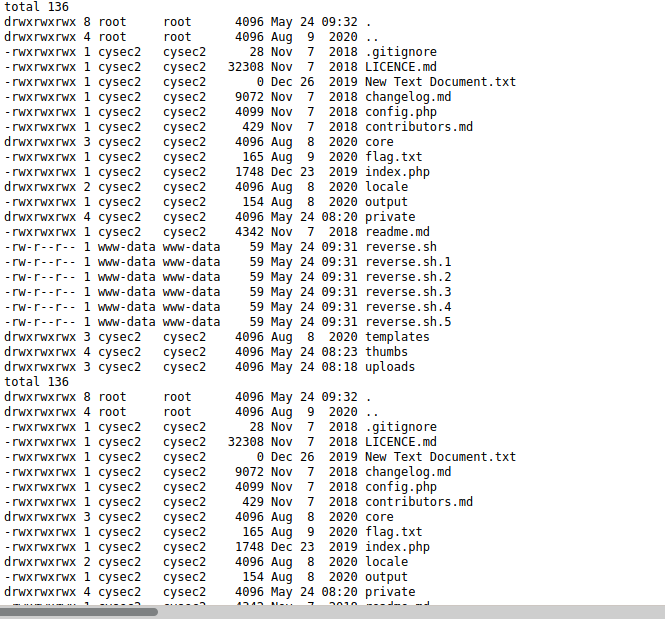 total 136
drwxrwxrwx 8 root     root      4096 May 24 09:32 .
drwxrwxrwx 4 root     root      4096 Aug  9  2020 ..
-rwxrwxrwx 1 cysec2   cysec2      28 Nov  7  2018 .gitignore
-rwxrwxrwx 1 cysec2   cysec2   32308 Nov  7  2018 LICENCE.md
-rwxrwxrwx 1 cysec2   cysec2       0 Dec 26  2019 New Text Document.txt
-rwxrwxrwx 1 cysec2   cysec2    9072 Nov  7  2018 changelog.md
-rwxrwxrwx 1 cysec2   cysec2    4099 Nov  7  2018 config.php
-rwxrwxrwx 1 cysec2   cysec2     429 Nov  7  2018 contributors.md
drwxrwxrwx 3 cysec2   cysec2    4096 Aug  8  2020 core
-rwxrwxrwx 1 cysec2   cysec2     165 Aug  9  2020 flag.txt
-rwxrwxrwx 1 cysec2   cysec2    1748 Dec 23  2019 index.php
drwxrwxrwx 2 cysec2   cysec2    4096 Aug  8  2020 locale
-rwxrwxrwx 1 cysec2   cysec2     154 Aug  8  2020 output
drwxrwxrwx 4 cysec2   cysec2    4096 May 24 08:20 private
-rwxrwxrwx 1 cysec2   cysec2    4342 Nov  7  2018 readme.md
-rw-r--r-- 1 www-data www-data    59 May 24 09:31 reverse.sh
-rw-r--r-- 1 www-data www-data    59 May 24 09:31 reverse.sh.1
-rw-r--r-- 1 www-data www-data    59 May 24 09:31 reverse.sh.2
-rw-r--r-- 1 www-data www-data    59 May 24 09:31 reverse.sh.3
-rw-r--r-- 1 www-data www-data    59 May 24 09:31 reverse.sh.4
-rw-r--r-- 1 www-data www-data    59 May 24 09:31 reverse.sh.5
drwxrwxrwx 3 cysec2   cysec2    4096 Aug  8  2020 templates
drwxrwxrwx 4 cysec2   cysec2    4096 May 24 08:23 thumbs
drwxrwxrwx 3 cysec2   cysec2    4096 May 24 08:18 uploads
total 136
drwxrwxrwx 8 root     root      4096 May 24 09:32 .
drwxrwxrwx 4 root     root      4096 Aug  9  2020 ..
-rwxrwxrwx 1 cysec2   cysec2      28 Nov  7  2018 .gitignore
-rwxrwxrwx 1 cysec2   cysec2   32308 Nov  7  2018 LICENCE.md
-rwxrwxrwx 1 cysec2   cysec2       0 Dec 26  2019 New Text Document.txt
-rwxrwxrwx 1 cysec2   cysec2    9072 Nov  7  2018 changelog.md
-rwxrwxrwx 1 cysec2   cysec2    4099 Nov  7  2018 config.php
-rwxrwxrwx 1 cysec2   cysec2     429 Nov  7  2018 contributors.md
drwxrwxrwx 3 cysec2   cysec2    4096 Aug  8  2020 core
-rwxrwxrwx 1 cysec2   cysec2     165 Aug  9  2020 flag.txt
-rwxrwxrwx 1 cysec2   cysec2    1748 Dec 23  2019 index.php
drwxrwxrwx 2 cysec2   cysec2    4096 Aug  8  2020 locale
-rwxrwxrwx 1 cysec2   cysec2     154 Aug  8  2020 output
drwxrwxrwx 4 cysec2   cysec2    4096 May 24 08:20 private